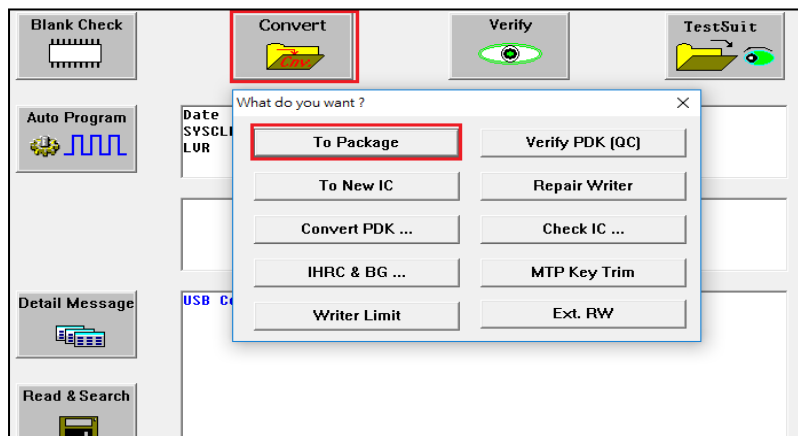 Blank Check
Convert
Verify
TestSuit
Cnv.
Auto Program
Date
LVR
What do you want ?
To Package
Verify PDK (QC)
To New IC
Repair Writer
Convert PDK ...
Check IC ...
IHRC & BG ...
MTP Key Trim
Writer Limit
Ext. RW
Detail Message
USB
Read & Search